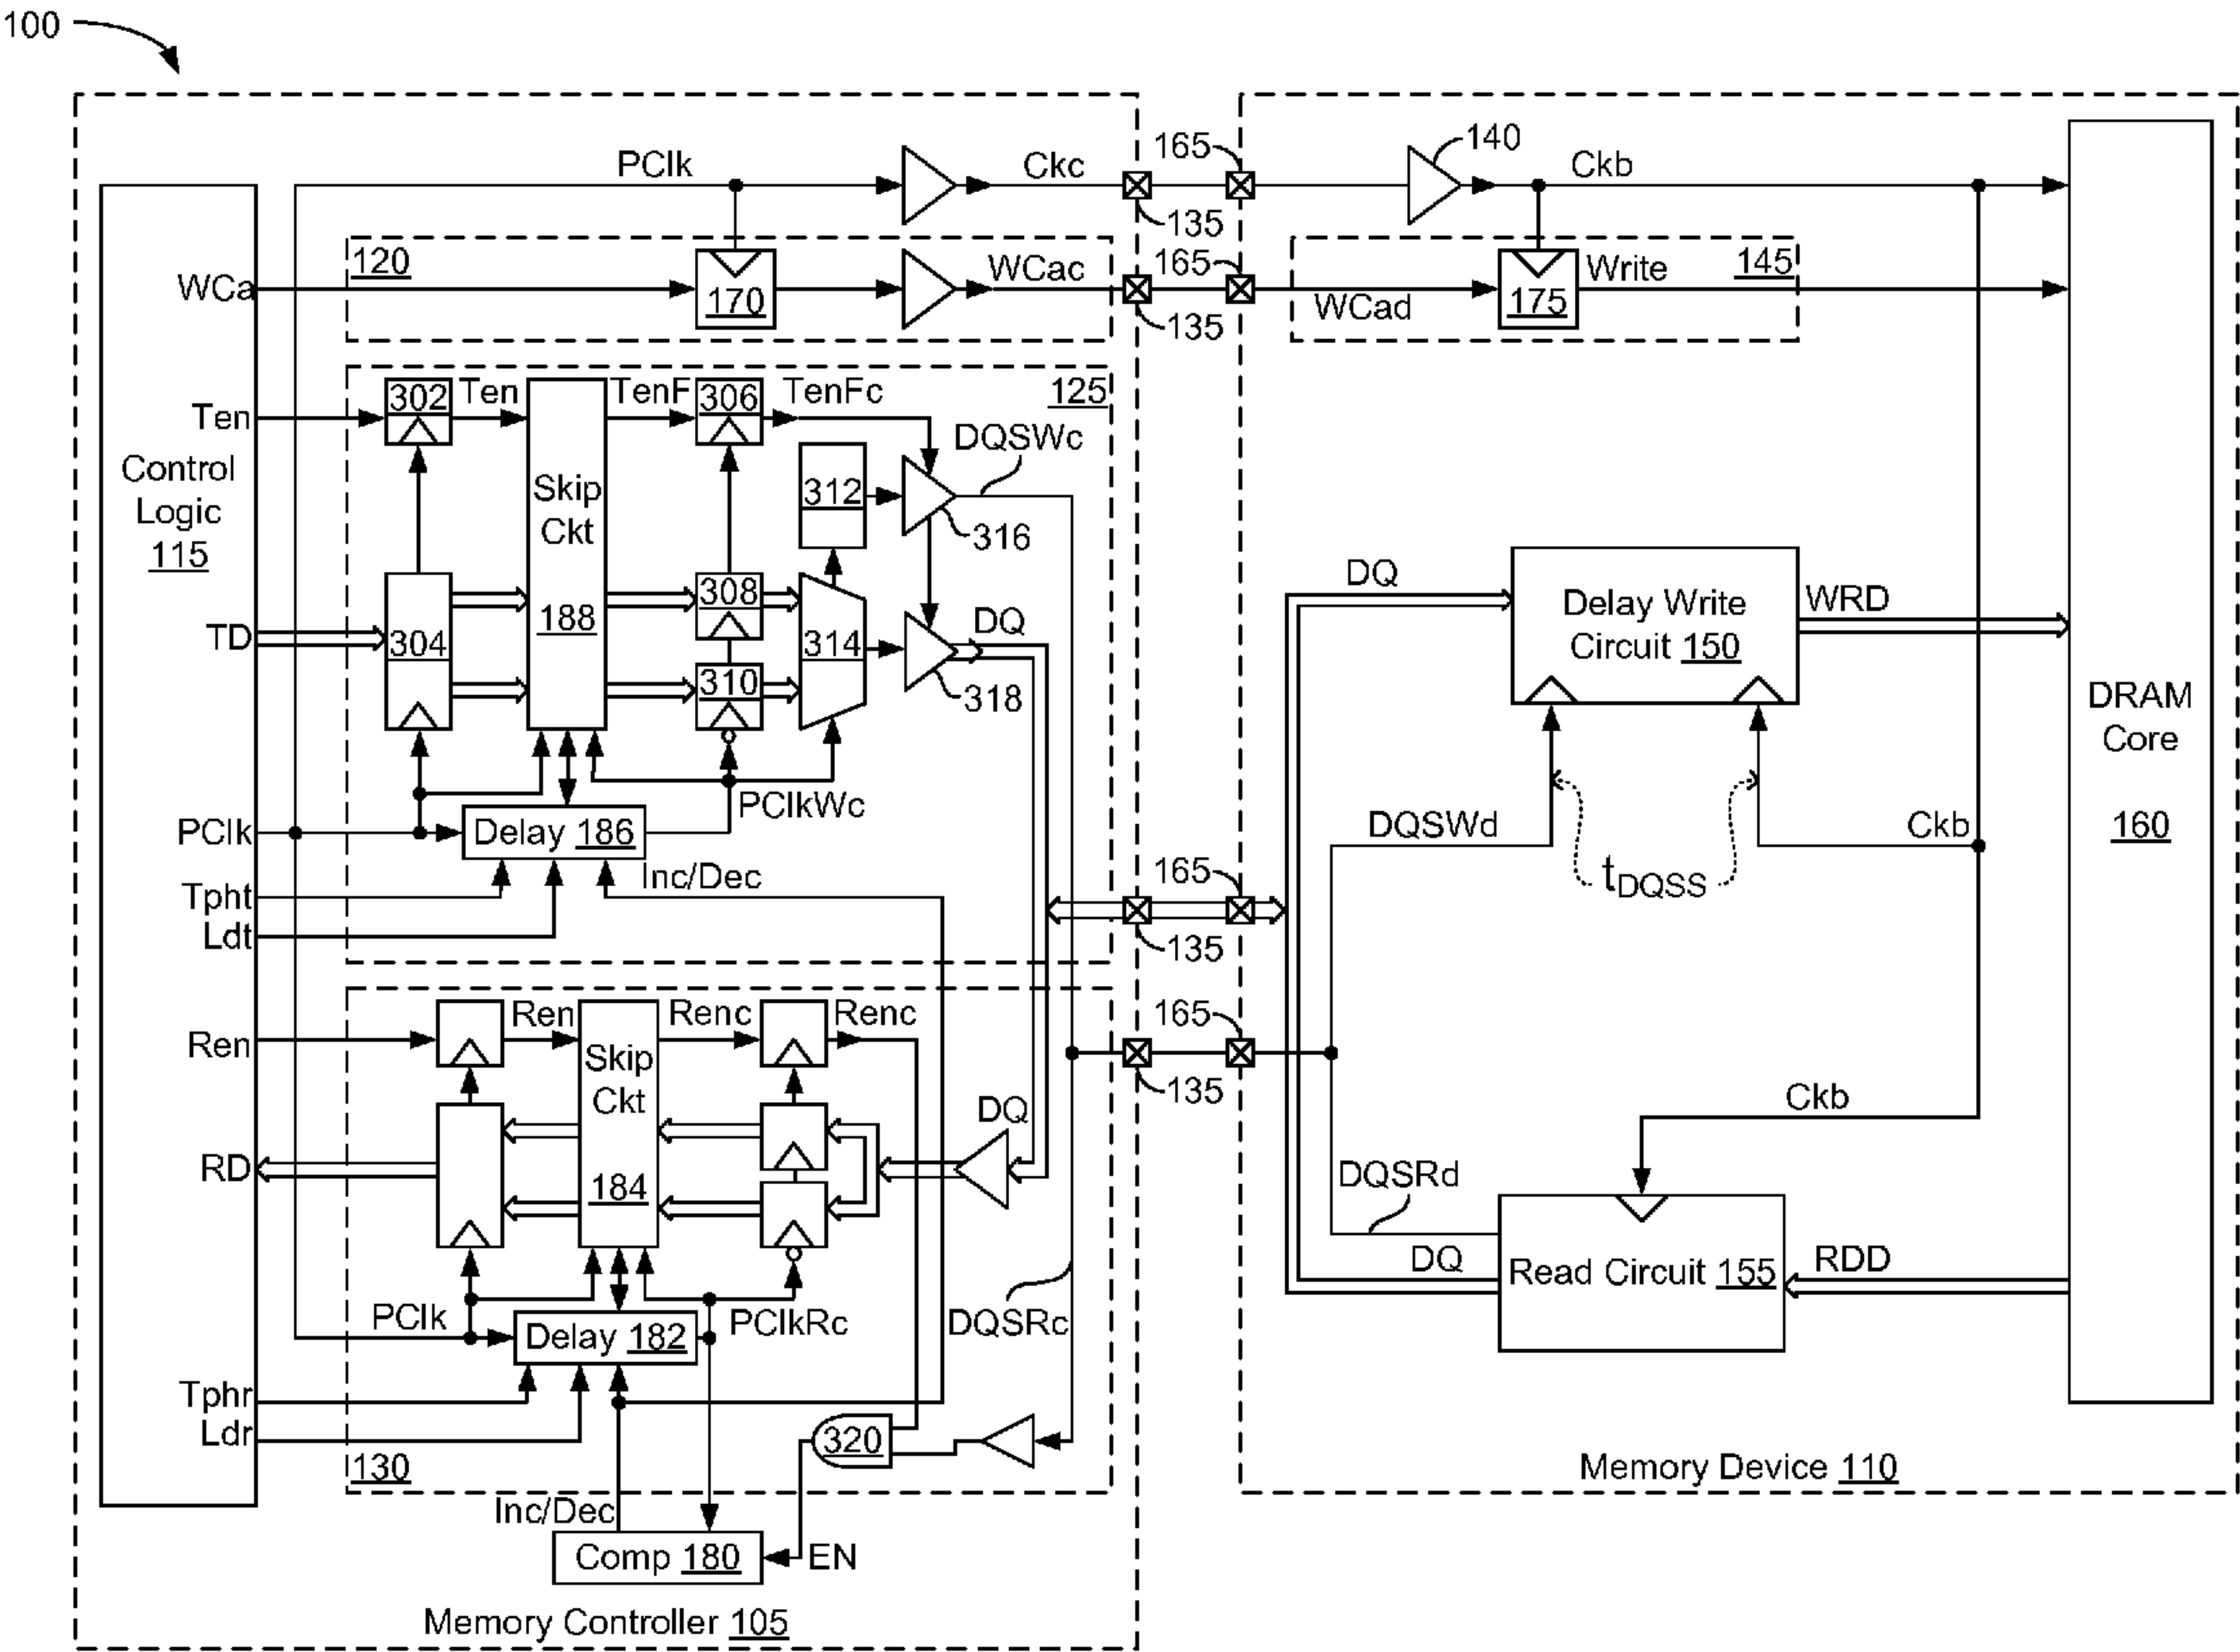 100
PClk
Ckc
165
135
140
Ckb
120
WCa
170
WCac
165
135
WCad
175
Write
145
Ten
302
Ten
TenF
306
TenFc
125
DQSWc
Control
Logic
115
Skip
Ckt
188
312
316
TD
304
308
310
314
DQ
318
DQ
Delay Write
Circuit 150
WRD
DRAM
Core
160
PClk
Delay 186
PClkWc
DQSWd
Ckb
tDQSS
Tpht
Ldt
Inc/Dec
165
135
Ren
Ren
Renc
Renc
Skip
Ckt
184
165
135
RD
DQ
Ckb
DQSRd
DQ
Read Circuit 155
RDD
PClk
Delay 182
PClkRc
DQSRc
Tphr
Ldr
320
130
Inc/Dec
Comp 180
EN
Memory Device 110
Memory Controller 105